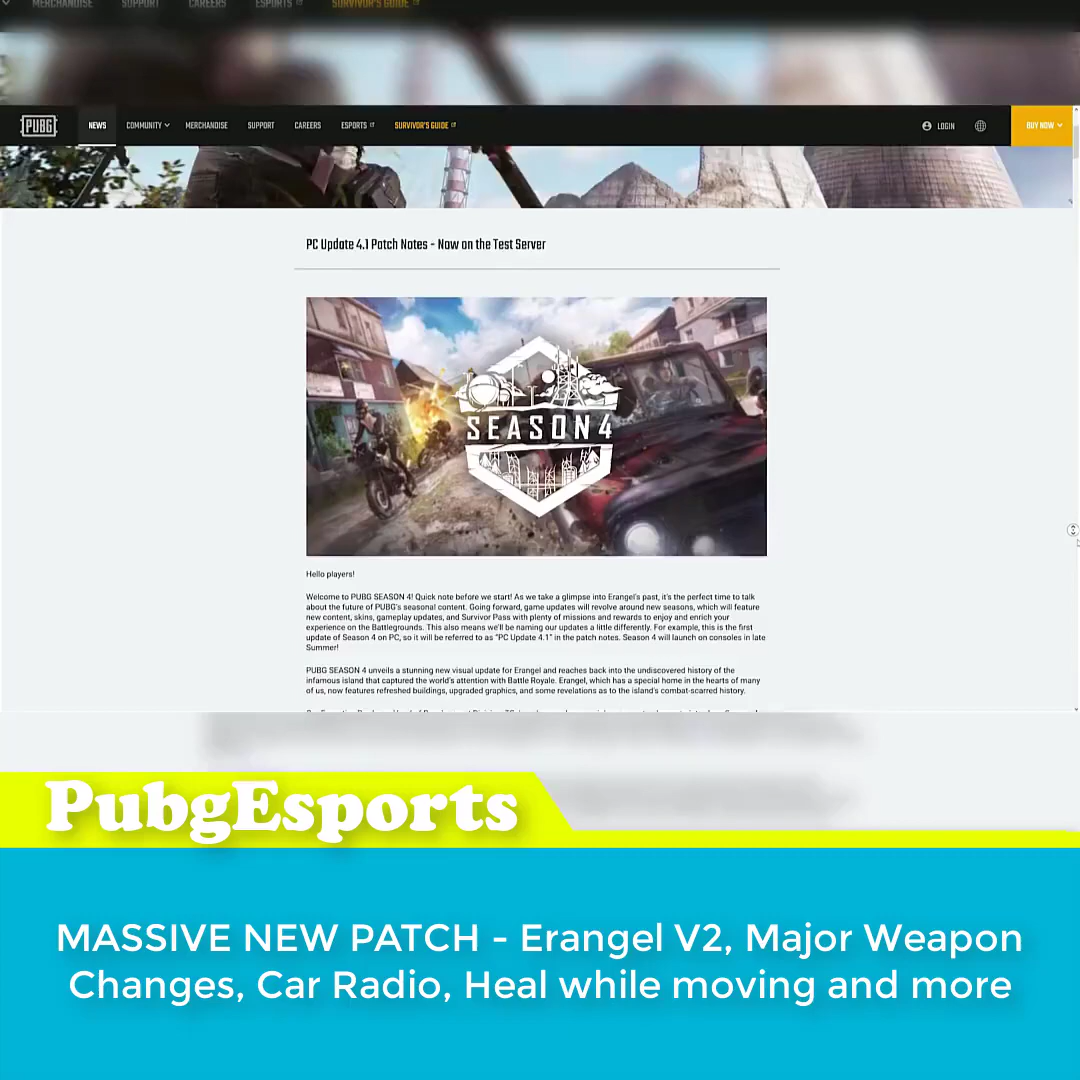 MERCHANDISE SUPPORT CAREERS ESPORTS SURVIVOR'S GUIDE
PUBG NEWS COMMUNITY MERCHANDISE SUPPORT CAREERS ESPORTS SURVIVOR'S GUIDE LOGIN BUY NOW
PC Update 4.1 Patch Notes - Now on the Test Server
SEASON 4
Hello players!
Welcome to PUBG SEASON 4! Quick note before we start! As we take a glimpse into Erangel's past, it's the perfect time to talk
about the future of PUBG's seasonal content. Going forward, game updates will revolve around new seasons, which will feature
new content, skins, gameplay updates, and Survivor Pass with plenty of missions and rewards to enjoy and enrich your
experience on the Battlegrounds. This also means we'll be naming our updates a little differently. For example, this is the first
update of Season 4 on PC, so it will be referred to as "PC Update 4.1" in the patch notes. Season 4 will launch on consoles in late
Summer!
PUBG SEASON 4 unveils a stunning new visual update for Erangel and reaches back into the undiscovered history of the
infamous island that captured the world's attention with Battle Royale. Erangel, which has a special home in the hearts of many
of us, now features refreshed buildings, upgraded graphics, and some revelations as to the island's combat-scarred history.
PubgEsports
MASSIVE NEW PATCH - Erangel V2, Major Weapon
Changes, Car Radio, Heal while moving and more